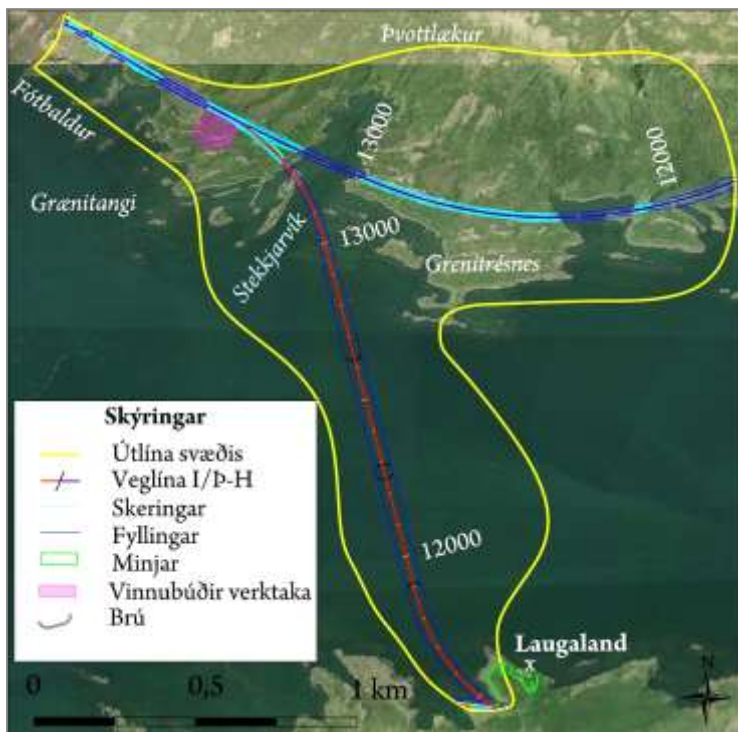 Þvottlækur
Fótbaldur
13000
12000
Grænitangi
13000
Stekkjarvík
Grenitrésnes
Skýringar
Útlína svæðis
Veglína I/Þ-H
Skeringar
Fyllingar
Minjar
Vinnubúðir verktaka
Brú
12000
Laugaland
N
0 0,5 1 km